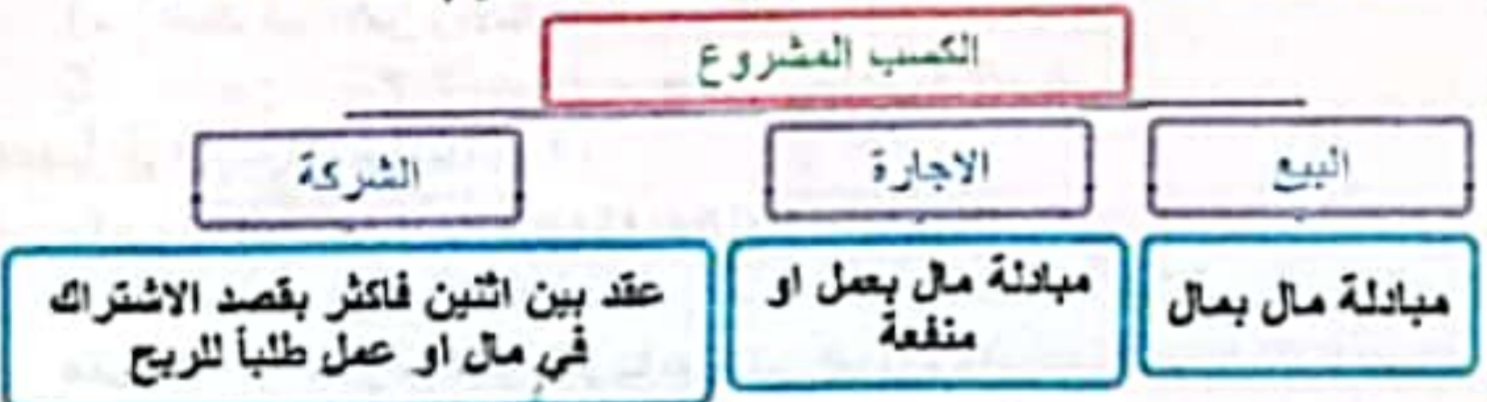 الكسب المشروع
البيع
الاجارة
الشركة
مبادلة مال بمال
مبادلة مال بعمل او
منفعة
عقد بين اثنين فاكثر بقصد الاشتراك
في مال او عمل طلباً للربح